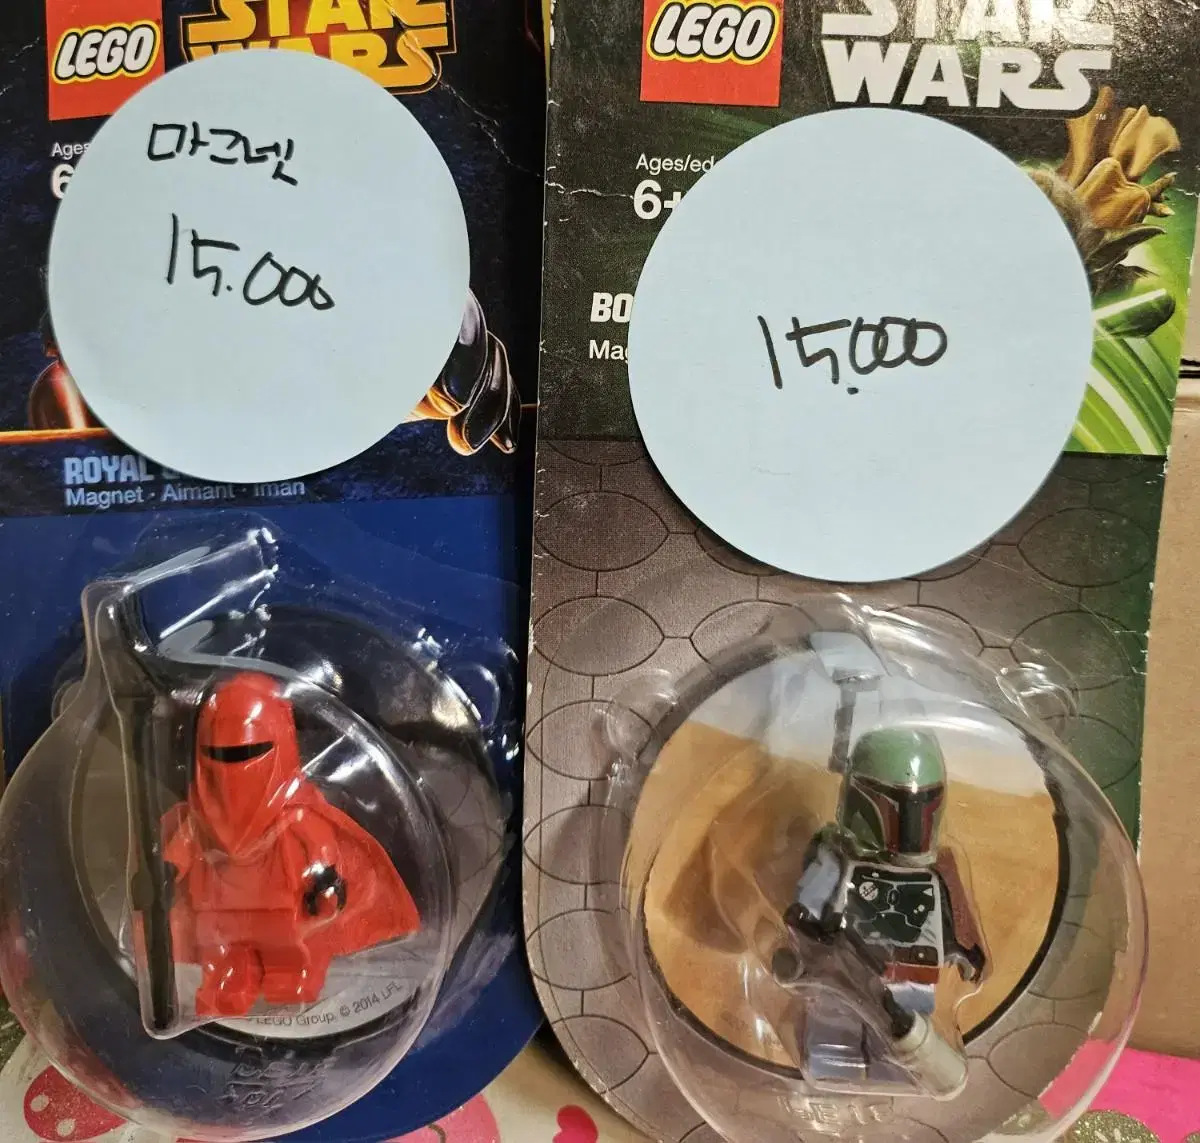 LEGO
STAR
WARS
Ages
6
마그넷
15.000
ROYAL
Magnet · Aimant · Iman
LEGO Group, © 2014 LFL
LEGO
STAR
WARS
TM
Ages/ed
6+
15.000
BO
Mag